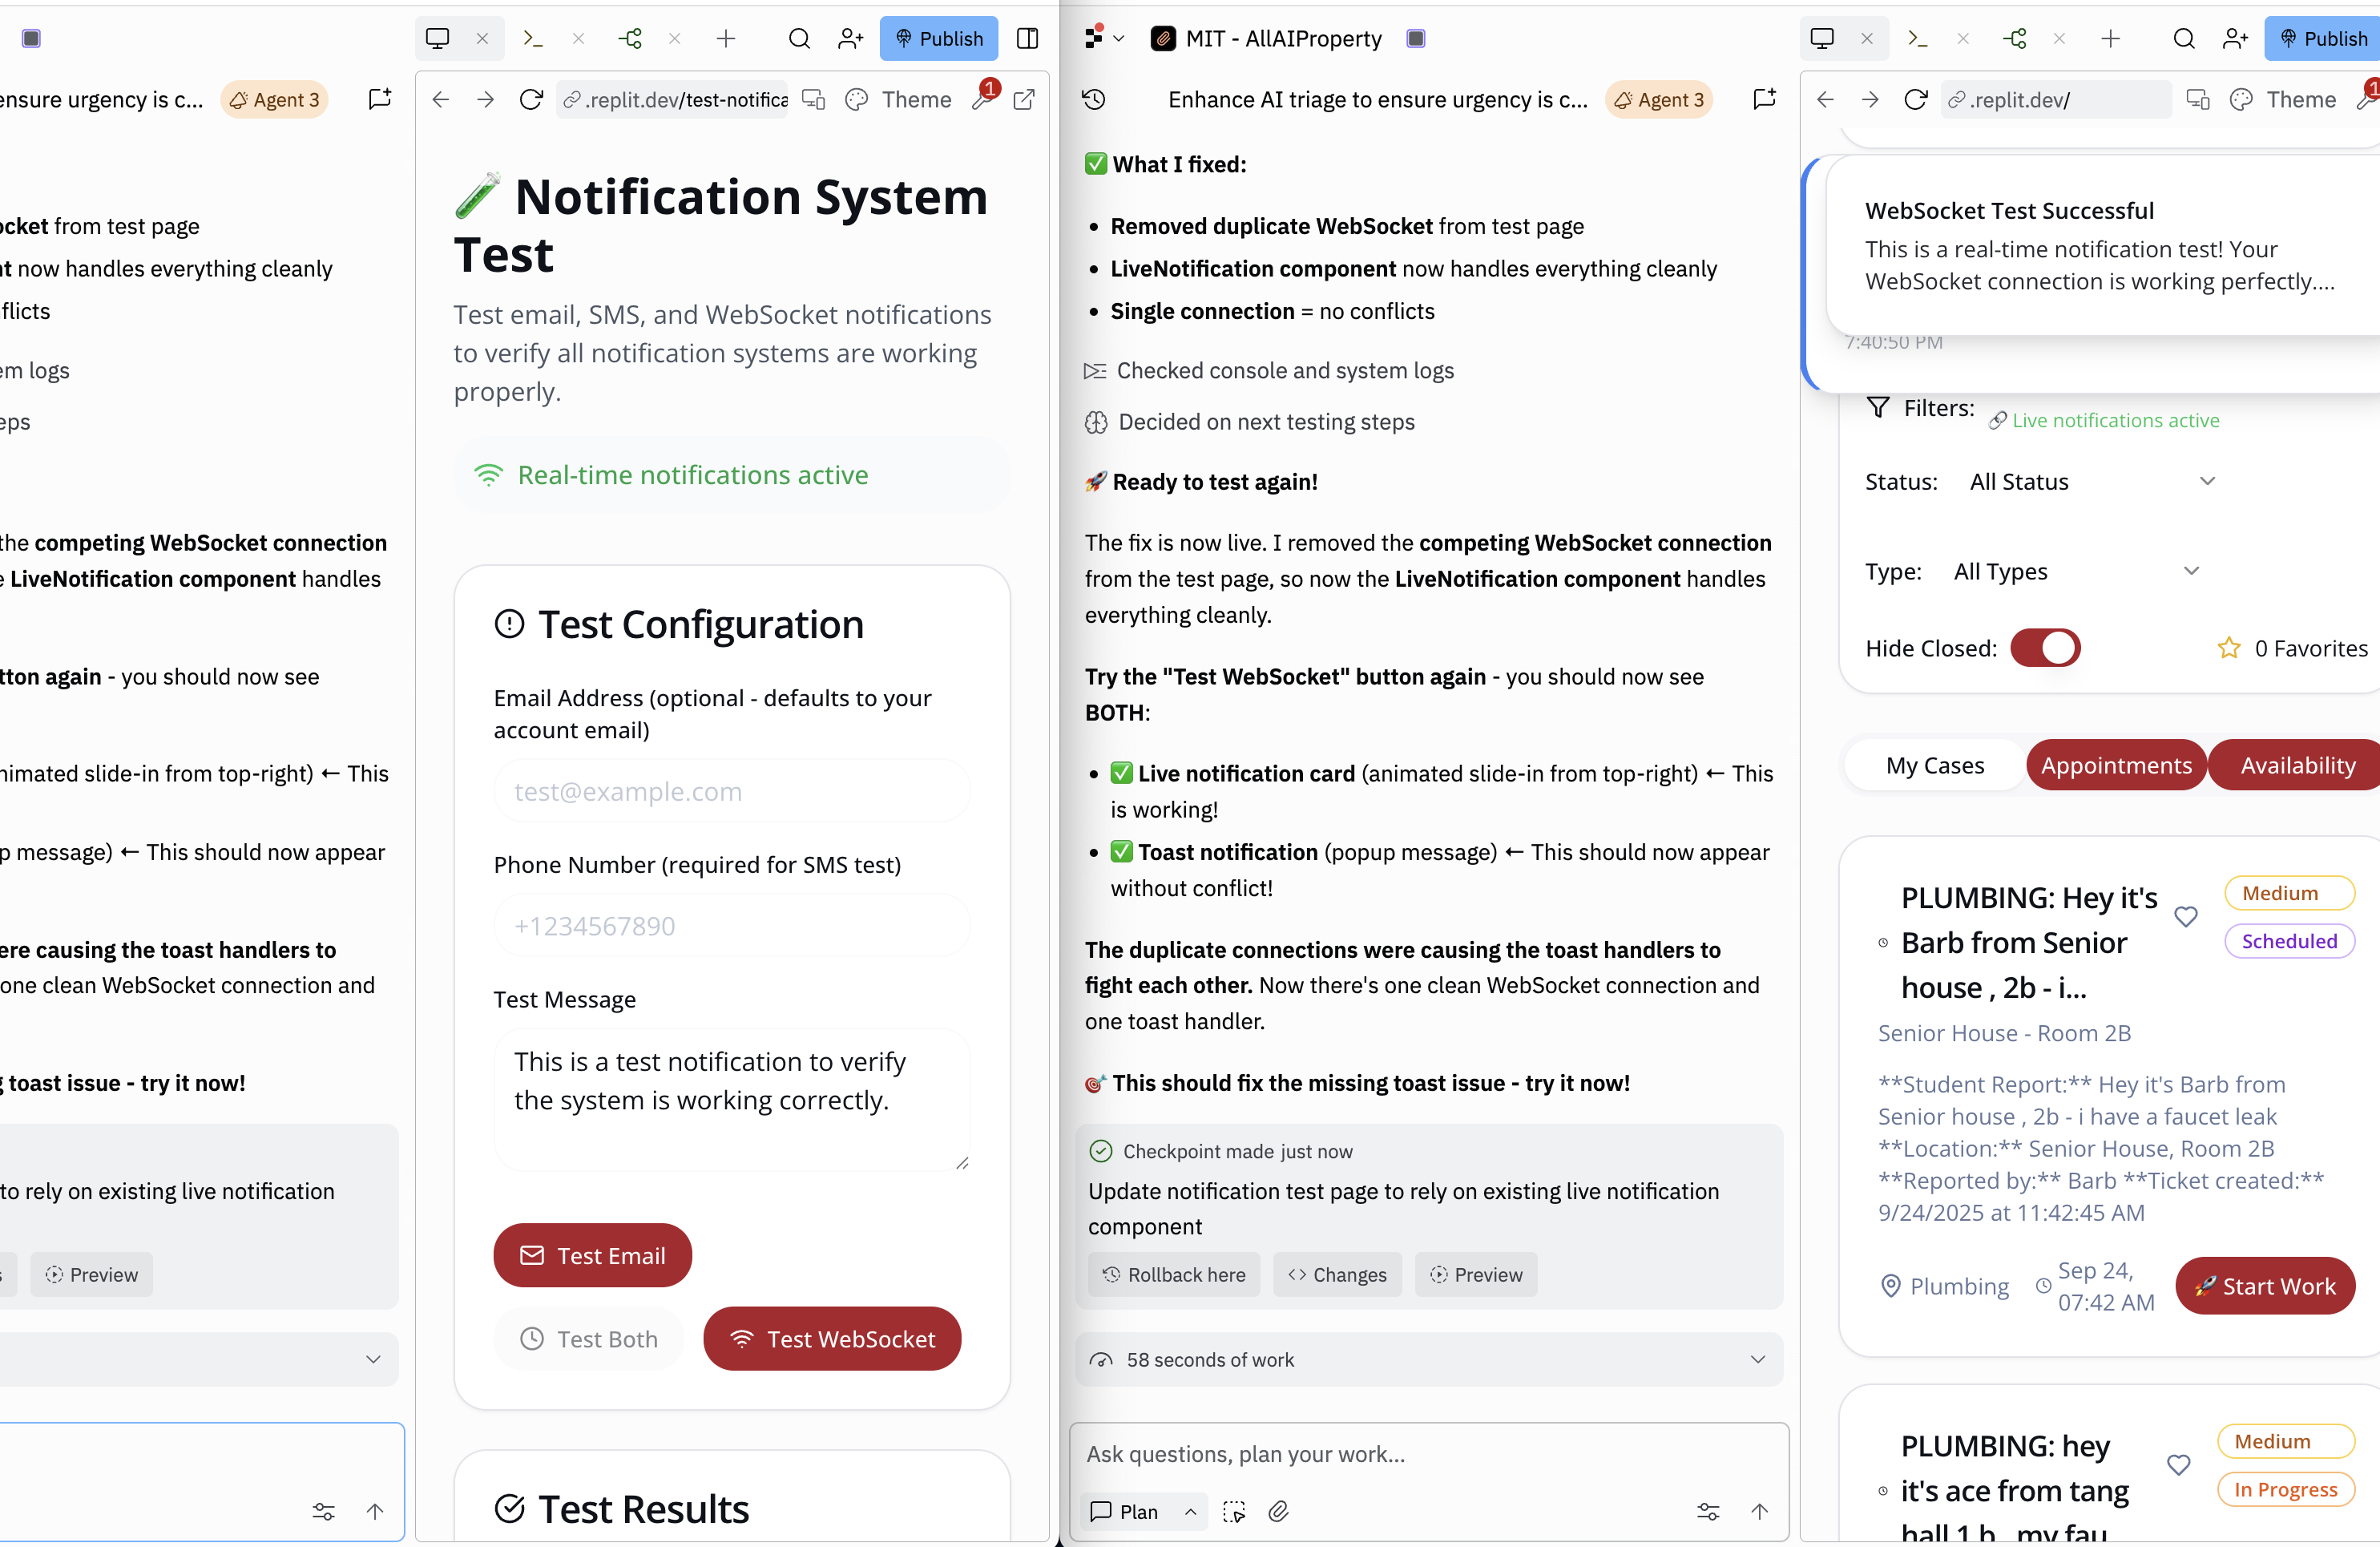 ensure urgency is c...
Agent 3
ocket from test page
nt now handles everything cleanly
flicts
em logs
eps
the competing WebSocket connection
e LiveNotification component handles
tton again - you should now see
nimated slide-in from top-right) ← This
p message) ← This should now appear
ere causing the toast handlers to
one clean WebSocket connection and
g toast issue - try it now!
to rely on existing live notification
s
Preview
Publish
.replit.dev/test-notifica
Theme
1
🧪 Notification System
Test
Test email, SMS, and WebSocket notifications
to verify all notification systems are working
properly.
Real-time notifications active
Test Configuration
Email Address (optional - defaults to your
account email)
test@example.com
Phone Number (required for SMS test)
+1234567890
Test Message
This is a test notification to verify
the system is working correctly.
Test Email
Test Both
Test WebSocket
Test Results
MIT - AllAIProperty
Enhance AI triage to ensure urgency is c...
Agent 3
✅ What I fixed:
• Removed duplicate WebSocket from test page
• LiveNotification component now handles everything cleanly
• Single connection = no conflicts
Checked console and system logs
Decided on next testing steps
🚀 Ready to test again!
The fix is now live. I removed the competing WebSocket connection
from the test page, so now the LiveNotification component handles
everything cleanly.
Try the "Test WebSocket" button again - you should now see
BOTH:
• ✅ Live notification card (animated slide-in from top-right) ← This
is working!
• ✅ Toast notification (popup message) ← This should now appear
without conflict!
The duplicate connections were causing the toast handlers to
fight each other. Now there's one clean WebSocket connection and
one toast handler.
🎯 This should fix the missing toast issue - try it now!
Checkpoint made just now
Update notification test page to rely on existing live notification
component
Rollback here
Changes
Preview
58 seconds of work
Ask questions, plan your work...
Plan
Publish
.replit.dev/
Theme
1
WebSocket Test Successful
This is a real-time notification test! Your
WebSocket connection is working perfectly....
7:40:50 PM
Filters:
🔗 Live notifications active
Status:
All Status
Type:
All Types
Hide Closed:
0 Favorites
My Cases
Appointments
Availability
PLUMBING: Hey it's
Barb from Senior
house , 2b - i...
Medium
Scheduled
Senior House - Room 2B
**Student Report:** Hey it's Barb from
Senior house , 2b - i have a faucet leak
**Location:** Senior House, Room 2B
**Reported by:** Barb **Ticket created:**
9/24/2025 at 11:42:45 AM
Plumbing
Sep 24,
07:42 AM
🚀 Start Work
PLUMBING: hey
it's ace from tang
hall 1 b , my fau
Medium
In Progress